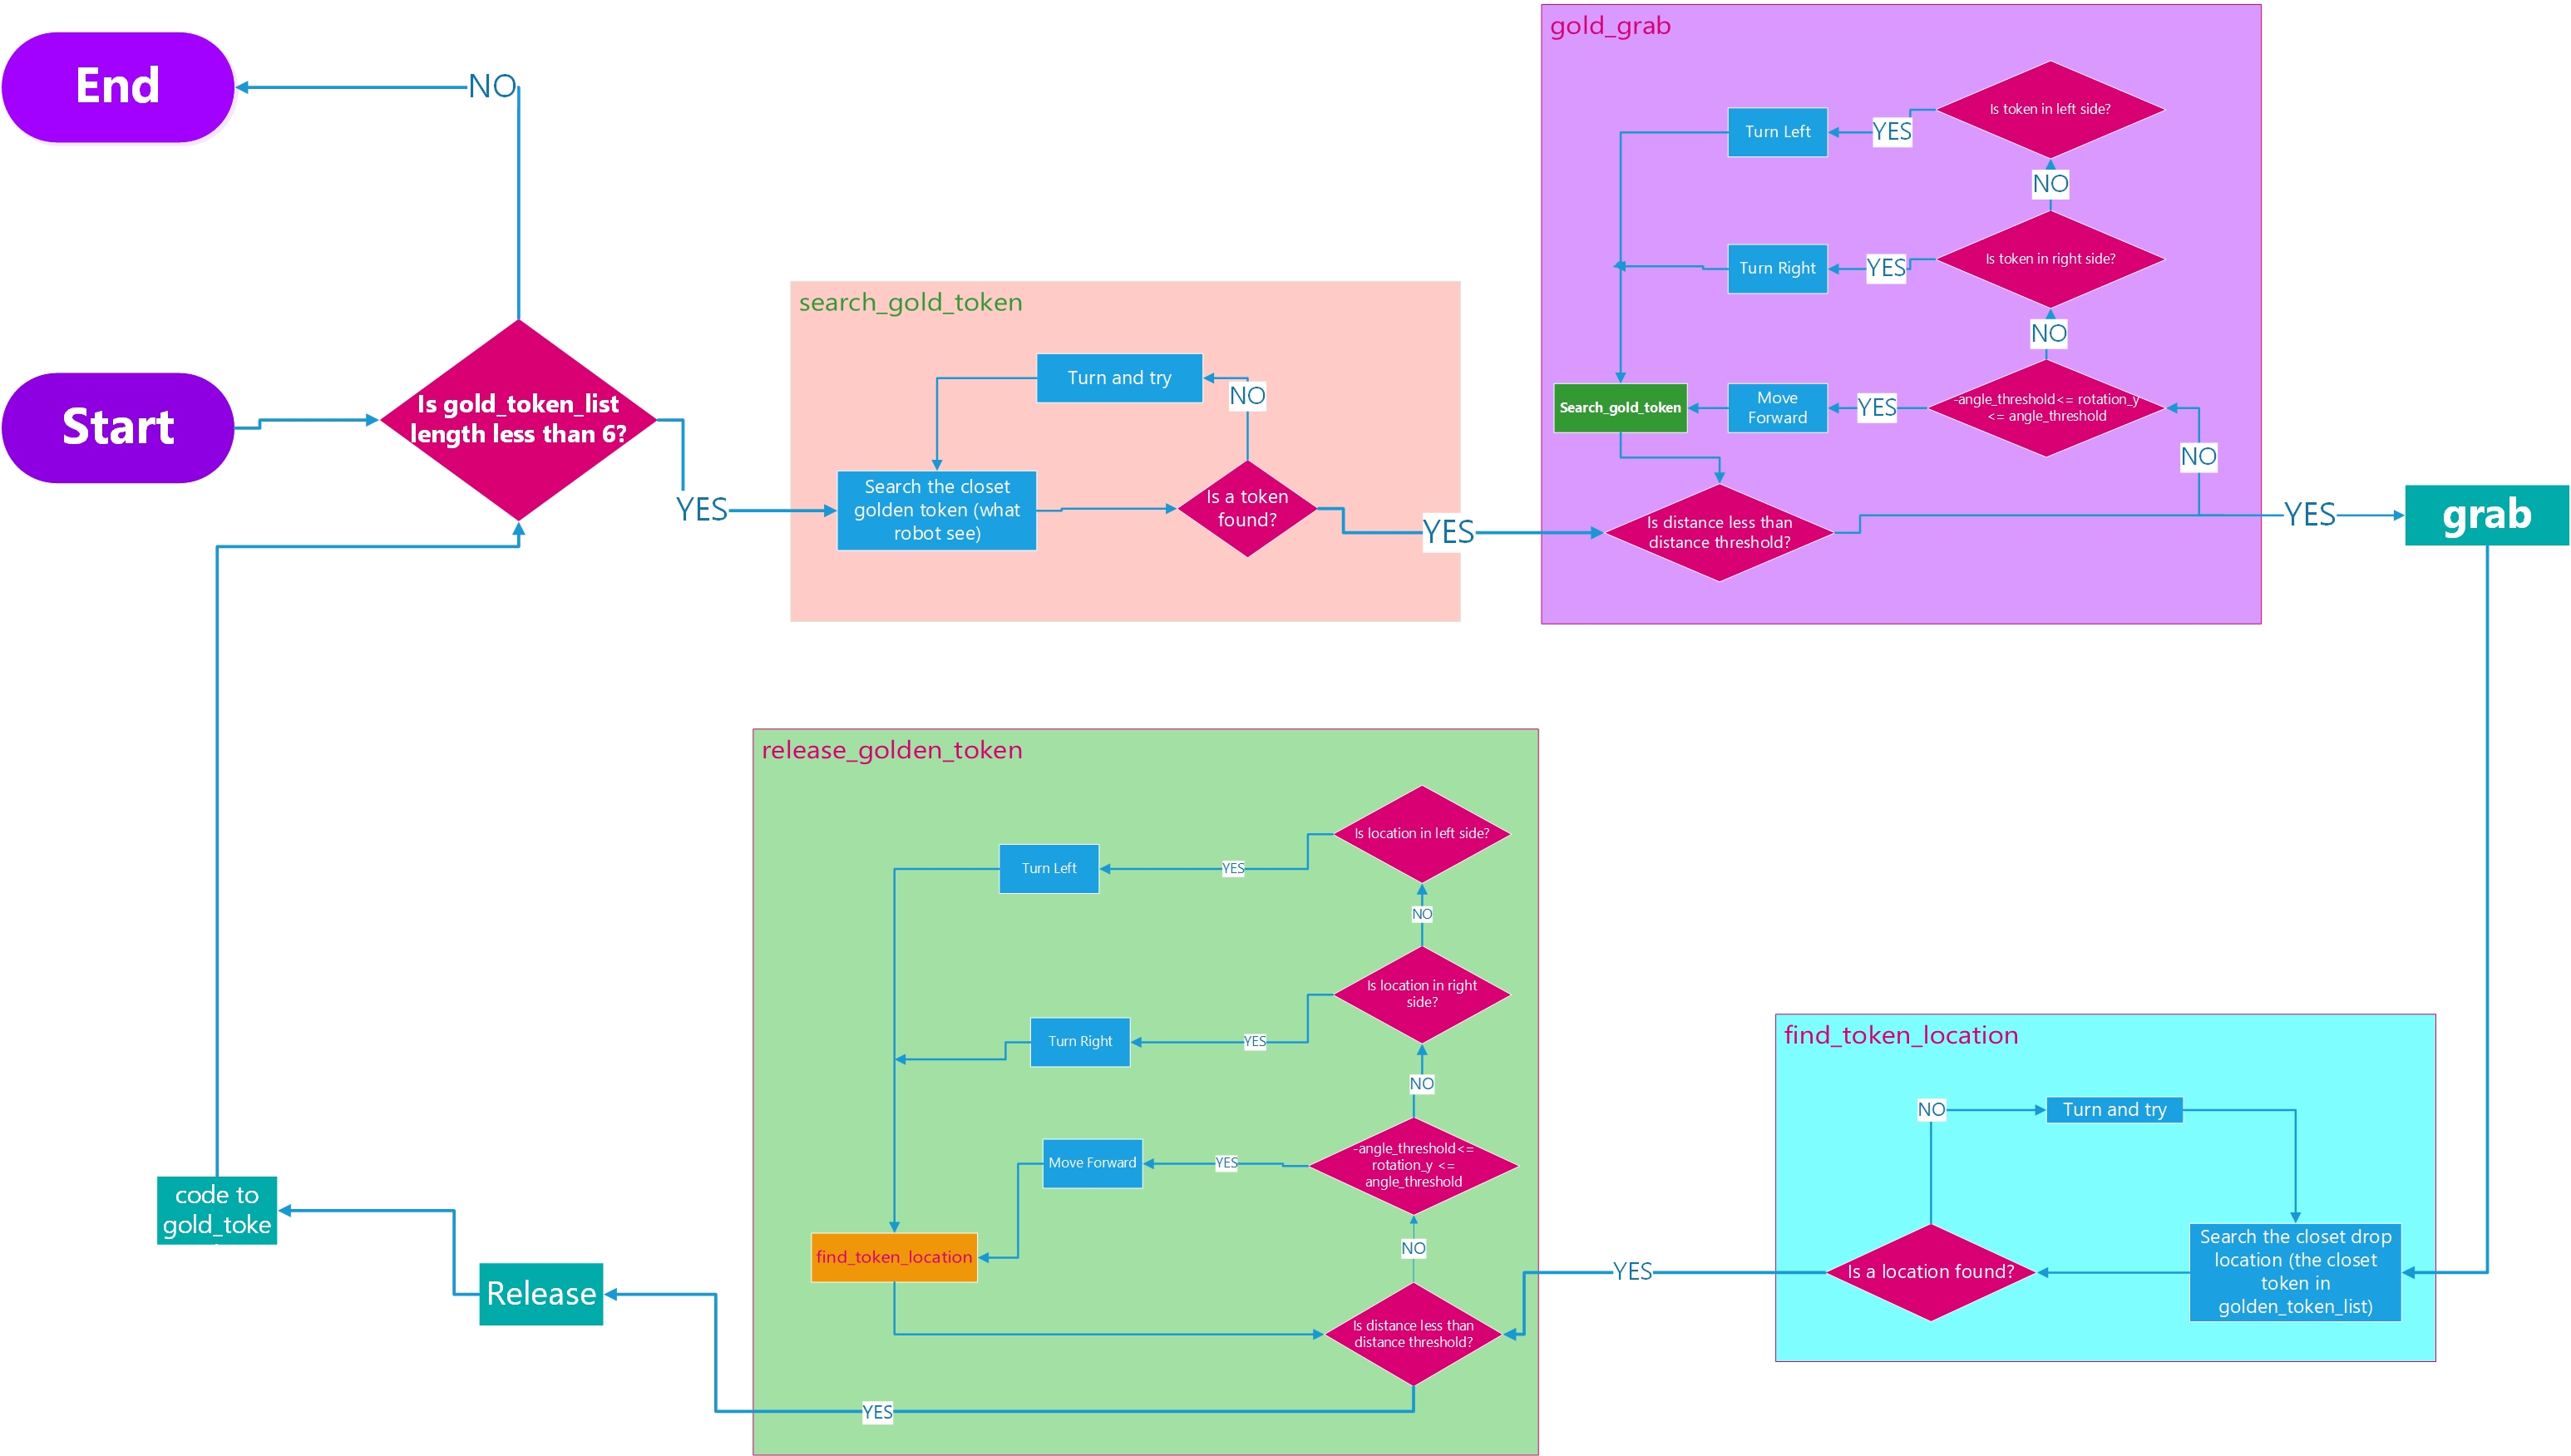 End
NO
Start
Is gold_token_list
length less than 6?
YES
search_gold_token
Turn and try
NO
Search the closet
golden token (what
robot see)
Is a token
found?
YES
gold_grab
Is token in left side?
Turn Left
YES
NO
Is token in right side?
Turn Right
YES
NO
Search_gold_token
Move
Forward
YES
-angle_threshold<= rotation_y
<= angle_threshold
NO
Is distance less than
distance threshold?
YES
grab
release_golden_token
Is location in left side?
Turn Left
YES
NO
Is location in right
side?
Turn Right
YES
NO
Move Forward
YES
-angle_threshold<=
rotation_y <=
angle_threshold
find_token_location
NO
Is distance less than
distance threshold?
YES
find_token_location
NO
Turn and try
Search the closet drop
location (the closet
token in
golden_token_list)
Is a location found?
YES
Release
code to
gold_toke